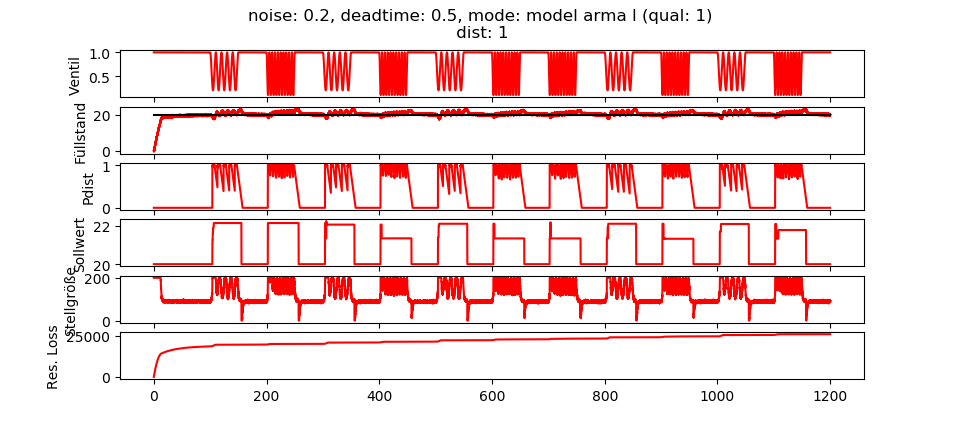 noise: 0.2, deadtime: 0.5, mode: model arma l (qual: 1)
dist: 1
Ventil
1.0
0.5
Füllstand
20
0
Pdist
1
0
Sollwert
22
20
Stellgröße
200
0
Res. Loss
25000
0
0 200 400 600 800 1000 1200